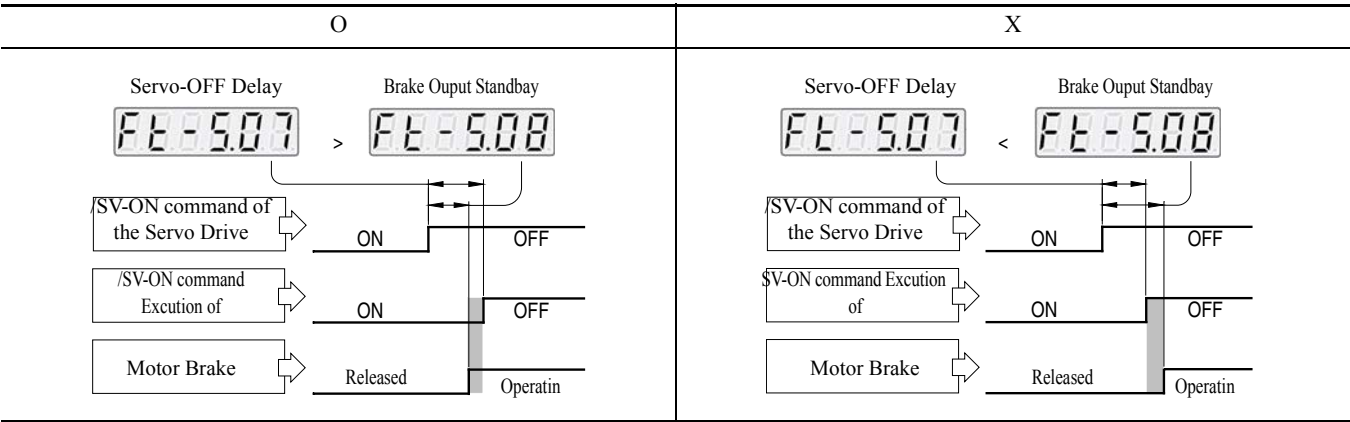 O
X
Servo-OFF Delay
Brake Ouput Standbay
Ft-5.07
>
Ft-5.08
/SV-ON command of
the Servo Drive
ON
OFF
/SV-ON command
Excution of
ON
OFF
Motor Brake
Released
Operatin
Servo-OFF Delay
Brake Ouput Standbay
Ft-5.07
<
Ft-5.08
/SV-ON command of
the Servo Drive
ON
OFF
SV-ON command Excution
of
ON
OFF
Motor Brake
Released
Operatin